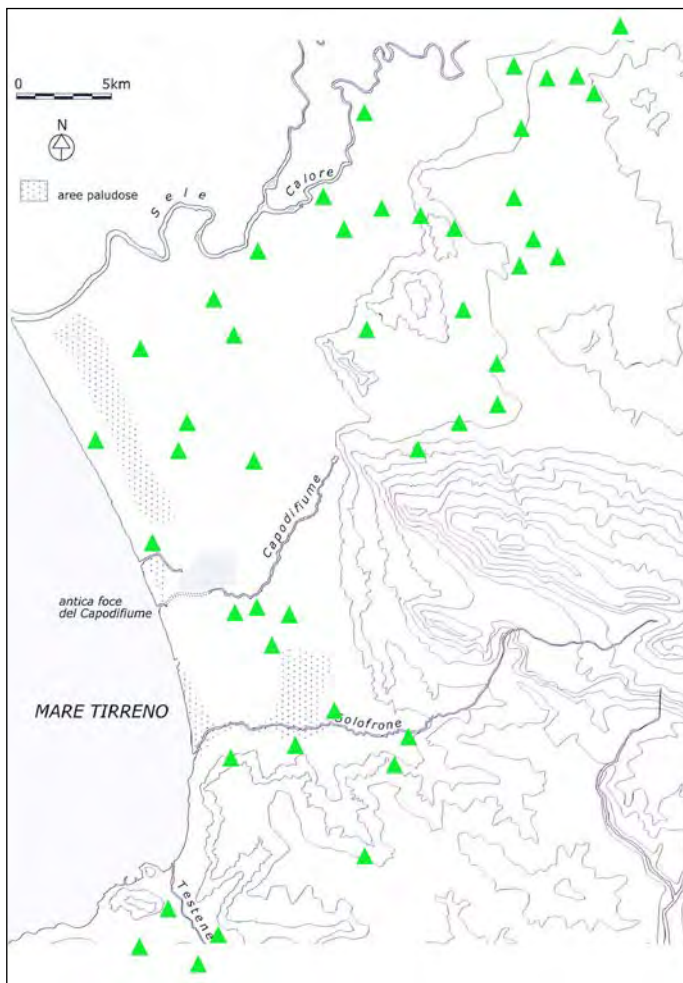 0 5km
N
aree paludose
Sele
Calore
Capodifiume
antica foce
del Capodifiume
MARE TIRRENO
Solofrone
Testene